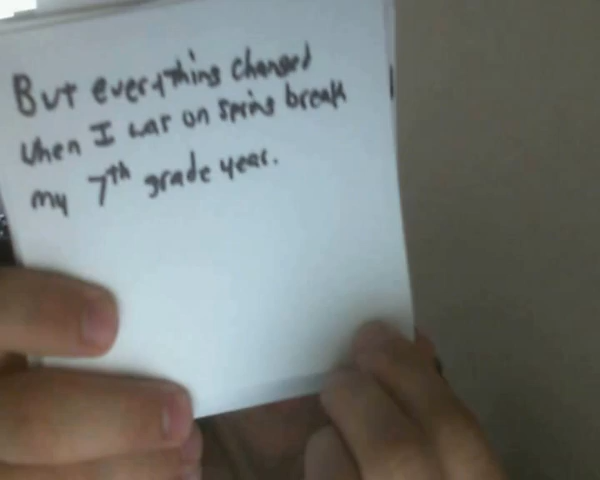 But everything changed
when I was on spring break
my 7th grade year.